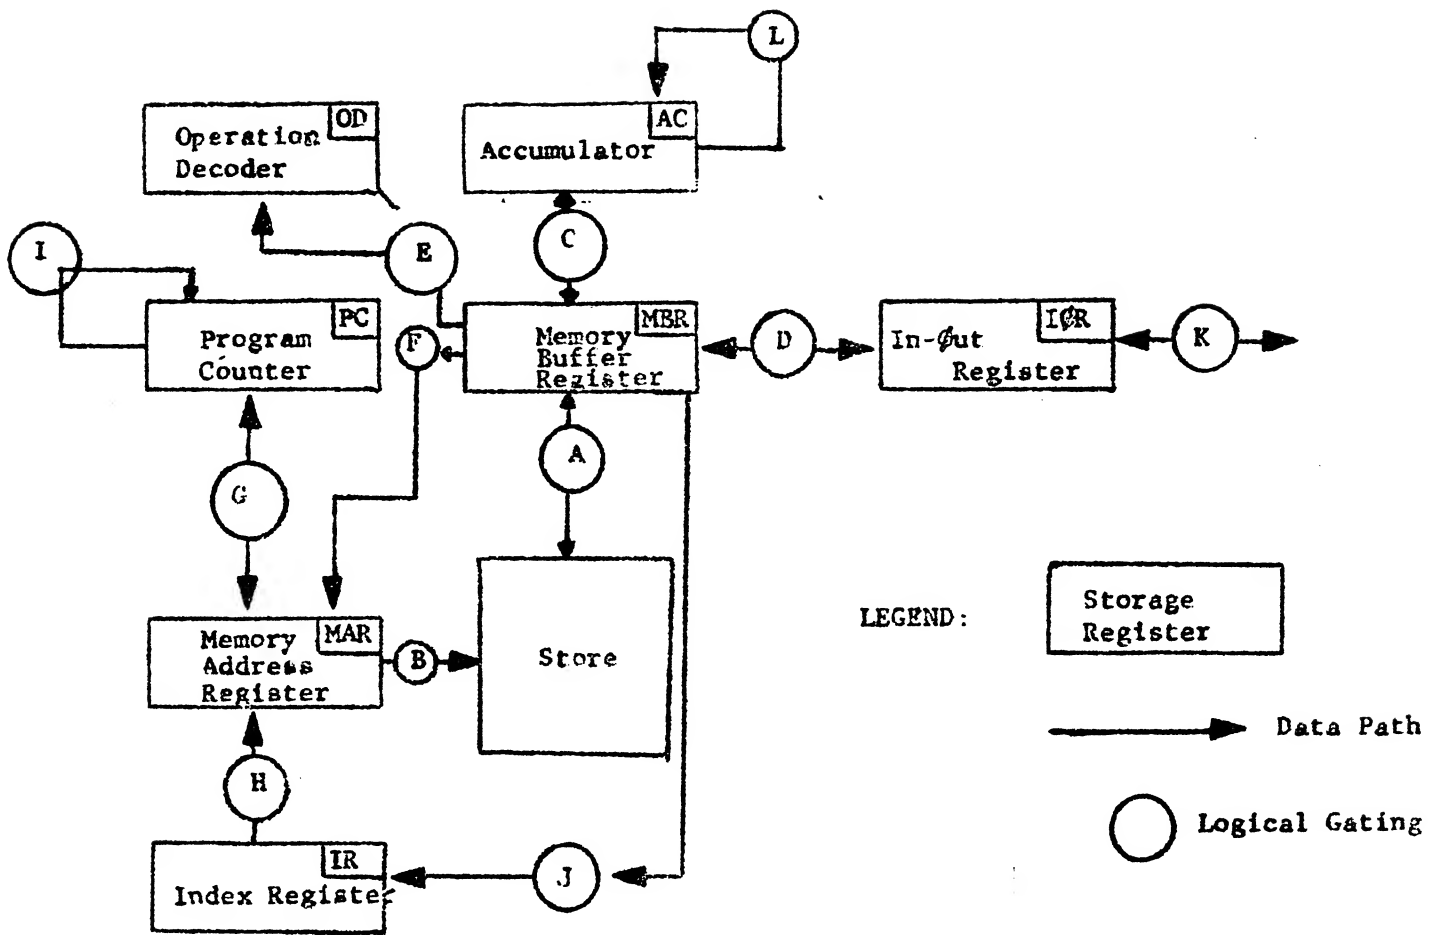 L
OD
Operation
Decoder
AC
Accumulator
I
E
C
PC
Program
Counter
F
MBR
Memory
Buffer
Register
D
IØR
In-Øut
Register
K
G
A
MAR
Memory
Address
Register
B
Store
LEGEND:
Storage
Register
Data Path
H
Logical Gating
IR
Index Register
J